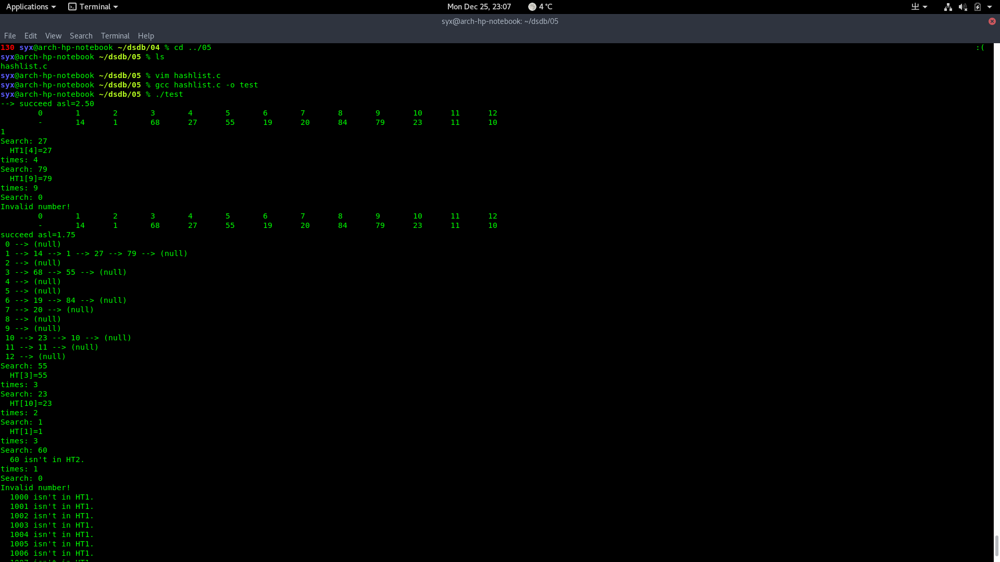 Applications Terminal Mon Dec 25, 23:07 4 °C
syx@arch-hp-notebook: ~/dsdb/05
File Edit View Search Terminal Help
130 syx@arch-hp-notebook ~/dsdb/04 % cd ../05 :(
syx@arch-hp-notebook ~/dsdb/05 % ls
hashlist.c
syx@arch-hp-notebook ~/dsdb/05 % vim hashlist.c
syx@arch-hp-notebook ~/dsdb/05 % gcc hashlist.c -o test
syx@arch-hp-notebook ~/dsdb/05 % ./test
--> succeed asl=2.50
0 1 2 3 4 5 6 7 8 9 10 11 12
- 14 1 68 27 55 19 20 84 79 23 11 10
1
Search: 27
HT1[4]=27
times: 4
Search: 79
HT1[9]=79
times: 9
Search: 0
Invalid number!
0 1 2 3 4 5 6 7 8 9 10 11 12
- 14 1 68 27 55 19 20 84 79 23 11 10
succeed asl=1.75
0 --> (null)
1 --> 14 --> 1 --> 27 --> 79 --> (null)
2 --> (null)
3 --> 68 --> 55 --> (null)
4 --> (null)
5 --> (null)
6 --> 19 --> 84 --> (null)
7 --> 20 --> (null)
8 --> (null)
9 --> (null)
10 --> 23 --> 10 --> (null)
11 --> 11 --> (null)
12 --> (null)
Search: 55
HT[3]=55
times: 3
Search: 23
HT[10]=23
times: 2
Search: 1
HT[1]=1
times: 3
Search: 60
60 isn't in HT2.
times: 1
Search: 0
Invalid number!
1000 isn't in HT1.
1001 isn't in HT1.
1002 isn't in HT1.
1003 isn't in HT1.
1004 isn't in HT1.
1005 isn't in HT1.
1006 isn't in HT1.